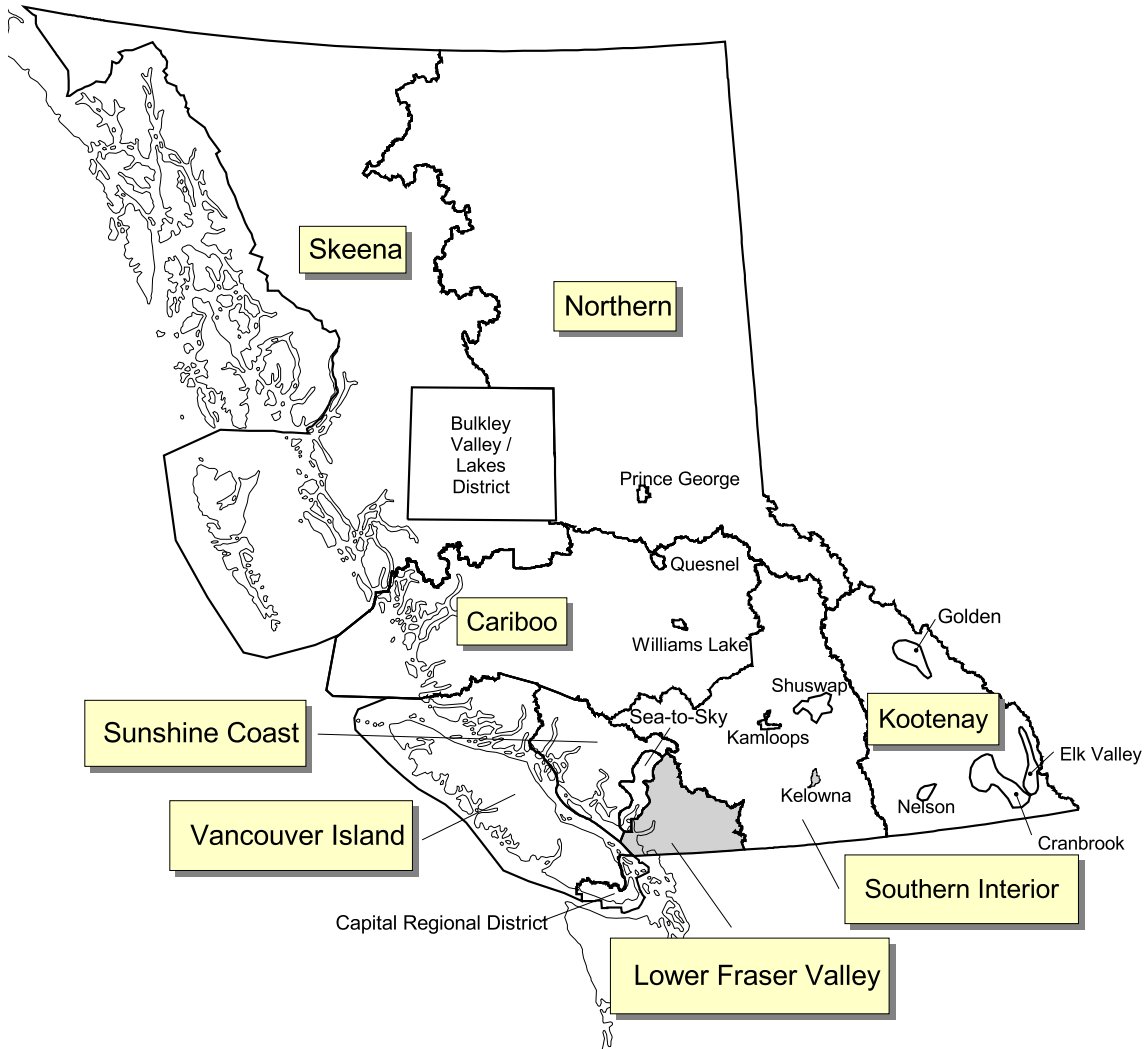 Skeena
Northern
Bulkley
Valley /
Lakes
District
Prince George
Quesnel
Cariboo
Williams Lake
Golden
Shuswap
Sea-to-Sky
Kootenay
Sunshine Coast
Kamloops
Elk Valley
Kelowna
Nelson
Vancouver Island
Cranbrook
Southern Interior
Capital Regional District
Lower Fraser Valley